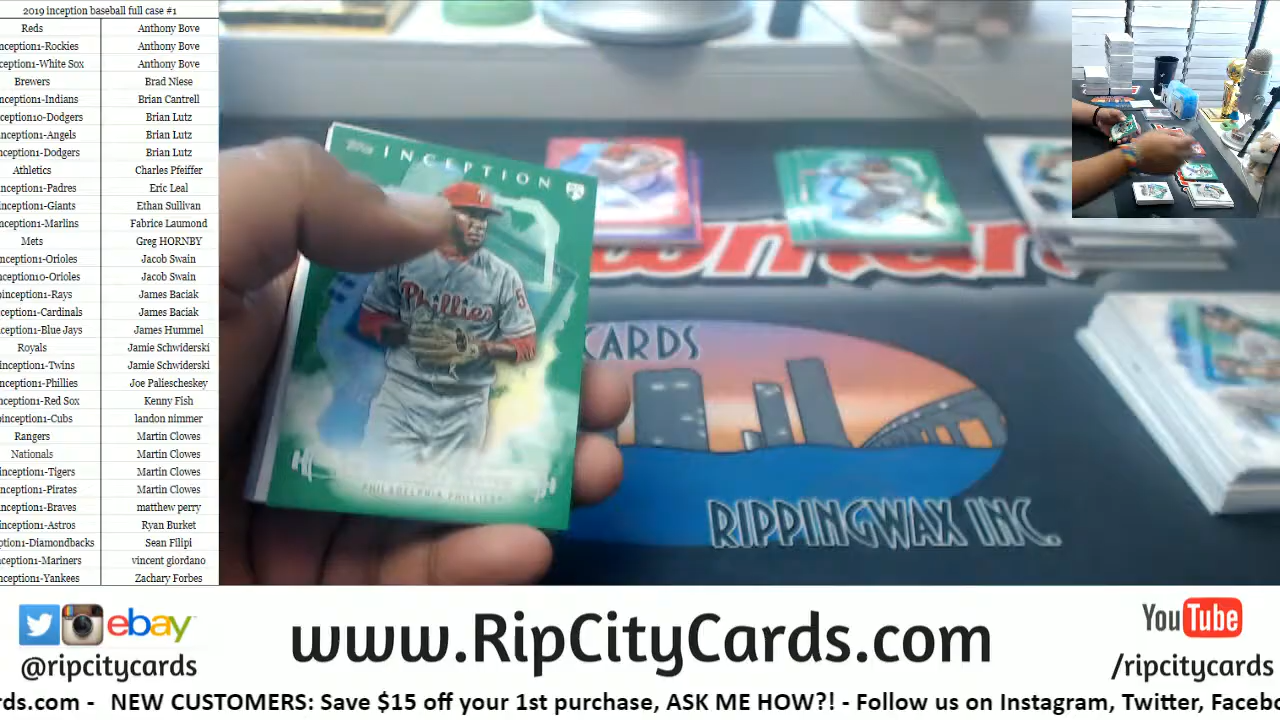 2019 inception baseball full case #1
Reds Anthony Bove
nception1-Rockies Anthony Bove
ception1-White Sox Anthony Bove
Brewers Brad Niese
nception1-Indians Brian Cantrell
nception10-Dodgers Brian Lutz
inception1-Angels Brian Lutz
nception1-Dodgers Brian Lutz
Athletics Charles Pfeiffer
nception1-Padres Eric Leal
nception1-Giants Ethan Sullivan
nception1-Marlins Fabrice Laumond
Mets Greg HORNBY
nception1-Orioles Jacob Swain
nception10-Orioles Jacob Swain
inception1-Rays James Baciak
nception1-Cardinals James Baciak
nception1-Blue Jays James Hummel
Royals Jamie Schwiderski
nception1-Twins Jamie Schwiderski
nception1-Phillies Joe Paliescheskey
nception1-Red Sox Kenny Fish
inception1-Cubs landon nimmer
Rangers Martin Clowes
Nationals Martin Clowes
inception1-Tigers Martin Clowes
nception1-Pirates Martin Clowes
nception1-Braves matthew perry
nception1-Astros Ryan Burket
ption1-Diamondbacks Sean Filipi
nception1-Mariners vincent giordano
nception1-Yankees Zachary Forbes
Topps INCEPTION
RC
Phillies 5
PHILADELPHIA PHILLIES
CARDS
RIPPINGWAX INC.
ebay
@ripcitycards
www.RipCityCards.com
YouTube
/ripcitycards
rds.com - NEW CUSTOMERS: Save $15 off your 1st purchase, ASK ME HOW?! - Follow us on Instagram, Twitter, Facebo